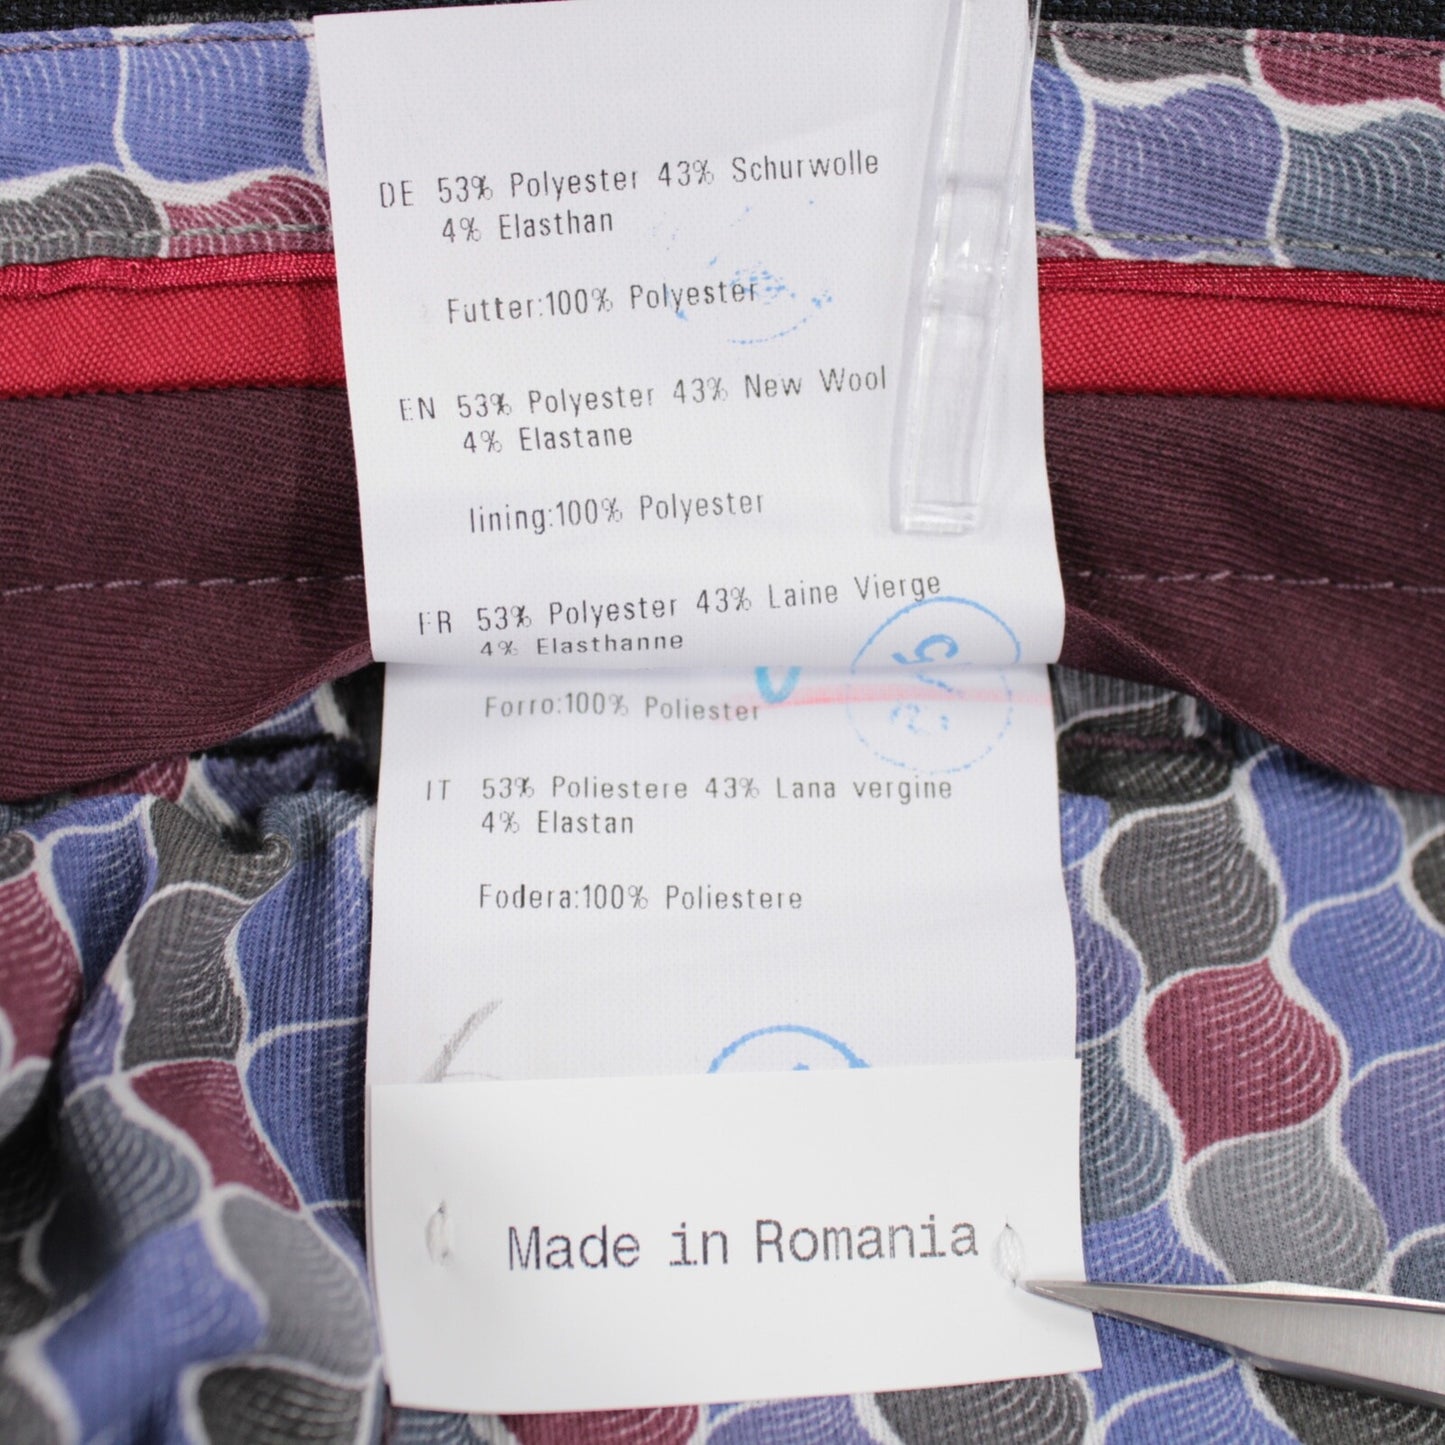 DE 53% Polyester 43% Schurwolle
4% Elasthan
Futter:100% Polyester
EN 53% Polyester 43% New Wool
4% Elastane
lining:100% Polyester
FR 53% Polyester 43% Laine Vierge
4% Elasthanne
Forro:100% Poliester
IT 53% Poliestere 43% Lana vergine
4% Elastan
Fodera:100% Poliestere
Made in Romania